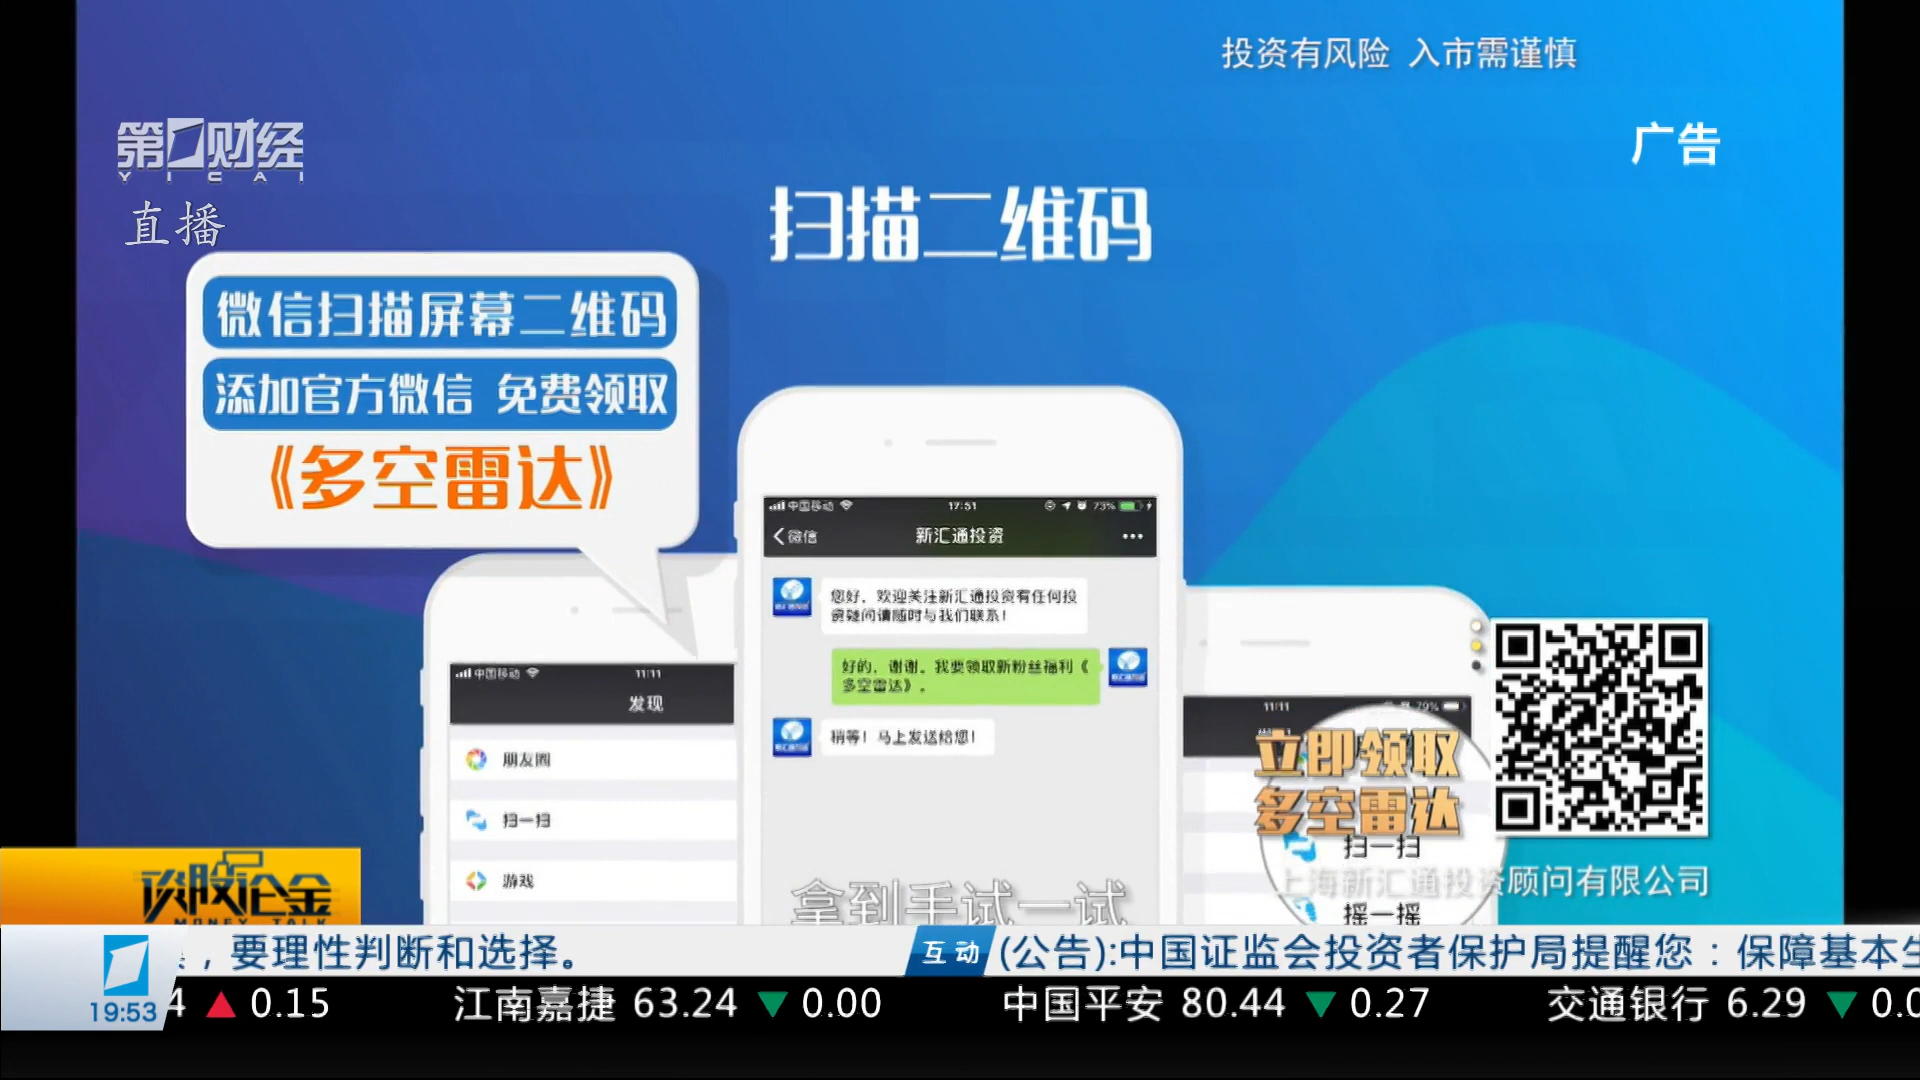 投资有风险 入市需谨慎
第一财经
YICAI
直播
广告
扫描二维码
微信扫描屏幕二维码
添加官方微信 免费领取
《多空雷达》
中国移动 17:51 73%
微信 新汇通投资
您好，欢迎关注新汇通投资有任何投
资疑问请随时与我们联系！
好的，谢谢。我要领取新粉丝福利《
多空雷达》。
稍等！马上发送给您！
中国移动 11:11
发现
朋友圈
扫一扫
游戏
11:11 79%
立即领取
多空雷达
扫一扫
摇一摇
上海新汇通投资顾问有限公司
拿到手试一试
谈股论金
MONEY TALK
，要理性判断和选择。 互动 (公告):中国证监会投资者保护局提醒您：保障基本生
19:53
4 ▲ 0.15 江南嘉捷 63.24 ▼ 0.00 中国平安 80.44 ▼ 0.27 交通银行 6.29 ▼ 0.0